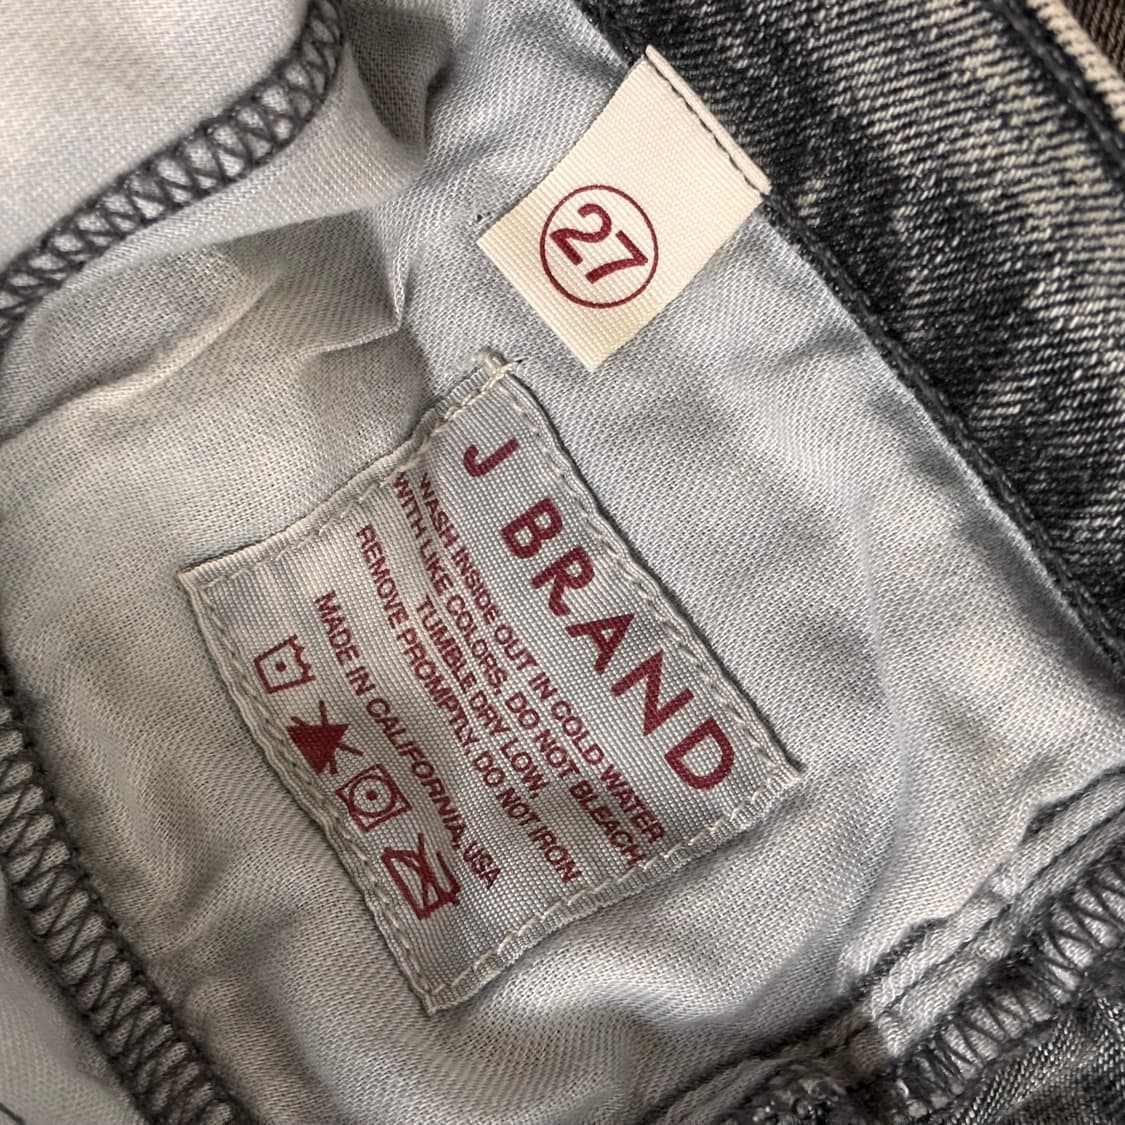 27
J BRAND
WASH INSIDE OUT IN COLD WATER
WITH LIKE COLORS. DO NOT BLEACH
TUMBLE DRY LOW.
REMOVE PROMPTLY. DO NOT IRON
MADE IN CALIFORNIA, USA